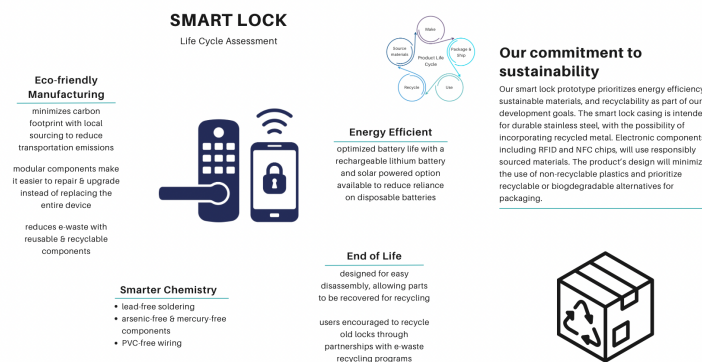 SMART LOCK
Life Cycle Assessment
Eco-friendly
Manufacturing
minimizes carbon
footprint with local
sourcing to reduce
transportation emissions
modular components make
it easier to repair & upgrade
instead of replacing the
entire device
reduces e-waste with
reusable & recyclable
components
Smarter Chemistry
lead-free soldering
arsenic-free & mercury-free
components
PVC-free wiring
Make
Source
materials
Package &
Ship
Product Life
Cycle
Recycle
Use
Energy Efficient
optimized battery life with a
rechargeable lithium battery
and solar powered option
available to reduce reliance
on disposable batteries
End of Life
designed for easy
disassembly, allowing parts
to be recovered for recycling
users encouraged to recycle
old locks through
partnerships with e-waste
recycling programs
Our commitment to
sustainability
Our smart lock prototype prioritizes energy efficiency
sustainable materials, and recyclability as part of our
development goals. The smart lock casing is intende
for durable stainless steel, with the possibility of
incorporating recycled metal. Electronic component
including RFID and NFC chips, will use responsibly
sourced materials. The product's design will minimiz
the use of non-recyclable plastics and prioritize
recyclable or biogdegradable alternatives for
packaging.